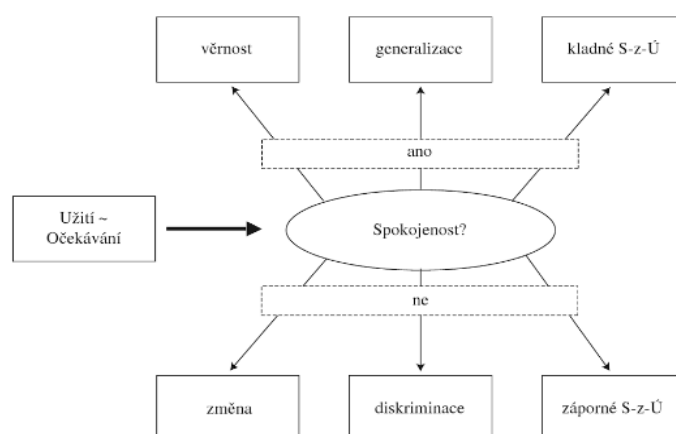 věrnost
generalizace
kladné S-z-Ú
ano
Užití ~
Očekávání
Spokojenost?
ne
změna
diskriminace
záporné S-z-Ú